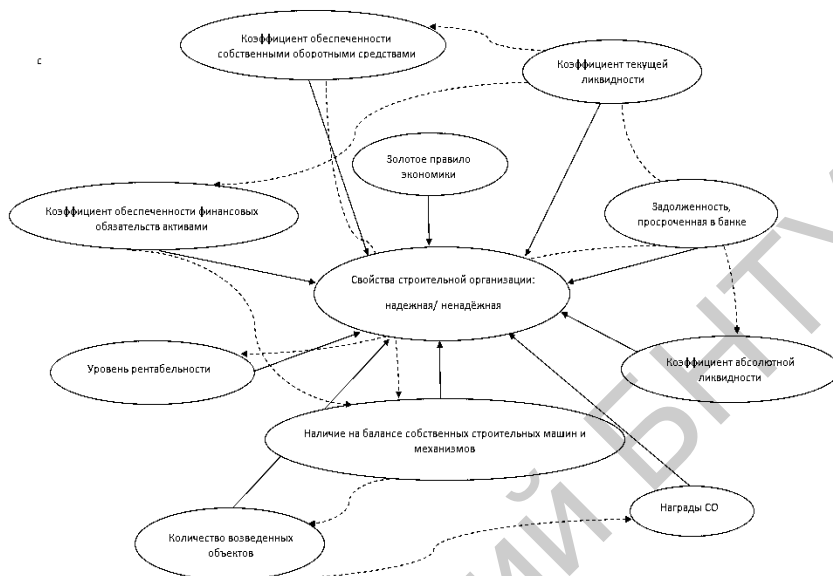 Коэффициент обеспеченности
собственными оборотными средствами
с
Коэффициент текущей
ликвидности
Золотое правило
экономики
Коэффициент обеспеченности финансовых
обязательств активами
Задолженность,
просроченная в банке
Свойства строительной организации:
надежная/ ненадёжная
Уровень рентабельности
Коэффициент абсолютной
ликвидности
Наличие на балансе собственных строительных машин и
механизмов
Награды СО
Количество возведенных
объектов
БНТУ